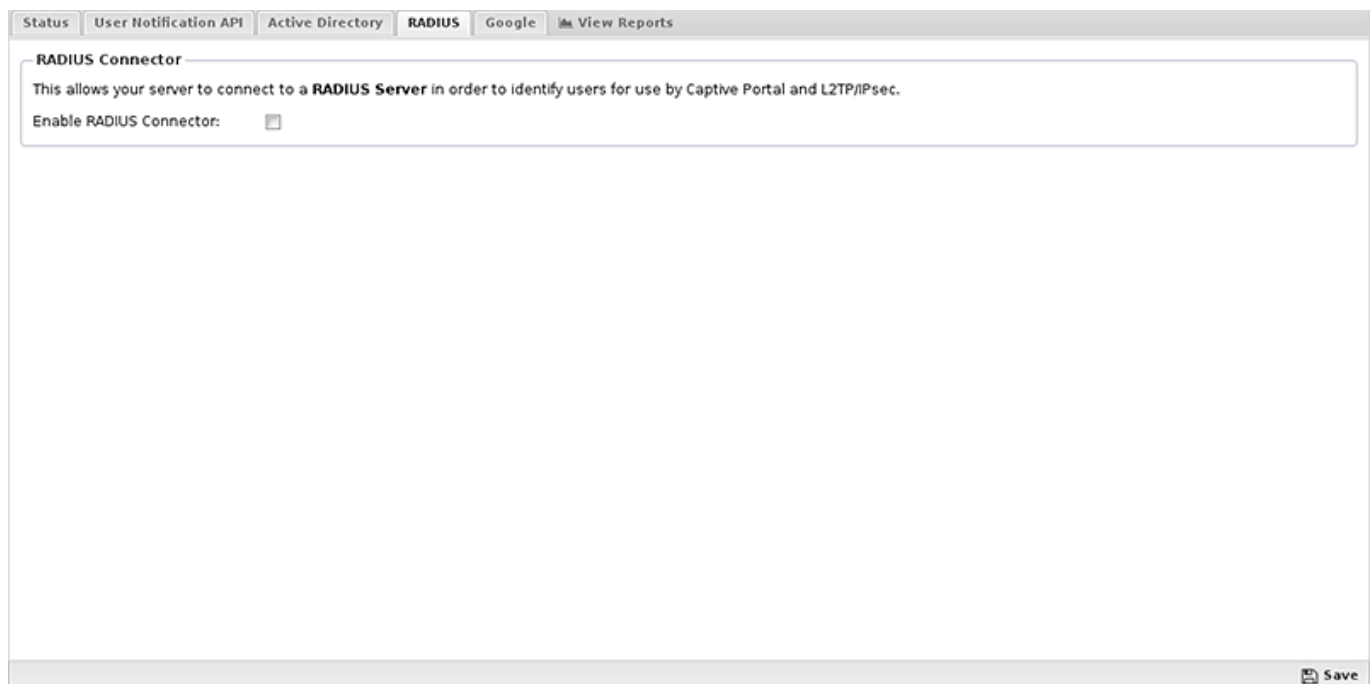 Status User Notification API Active Directory RADIUS Google View Reports
RADIUS Connector
This allows your server to connect to a RADIUS Server in order to identify users for use by Captive Portal and L2TP/IPsec.
Enable RADIUS Connector:
Save